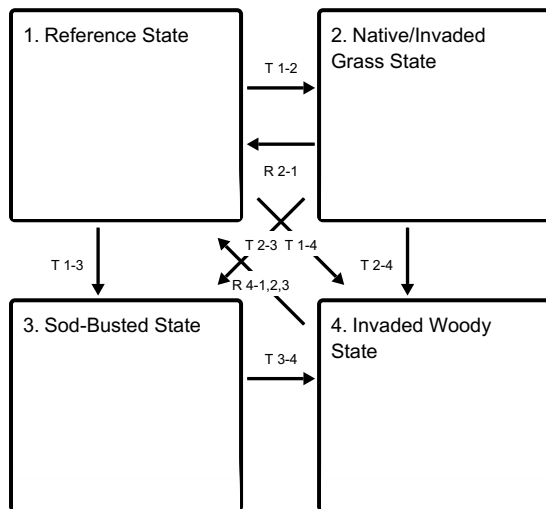 1. Reference State
2. Native/Invaded
Grass State
T 1-2
R 2-1
T 2-3
T 1-4
T 1-3
T 2-4
R 4-1,2,3
3. Sod-Busted State
4. Invaded Woody
State
T 3-4